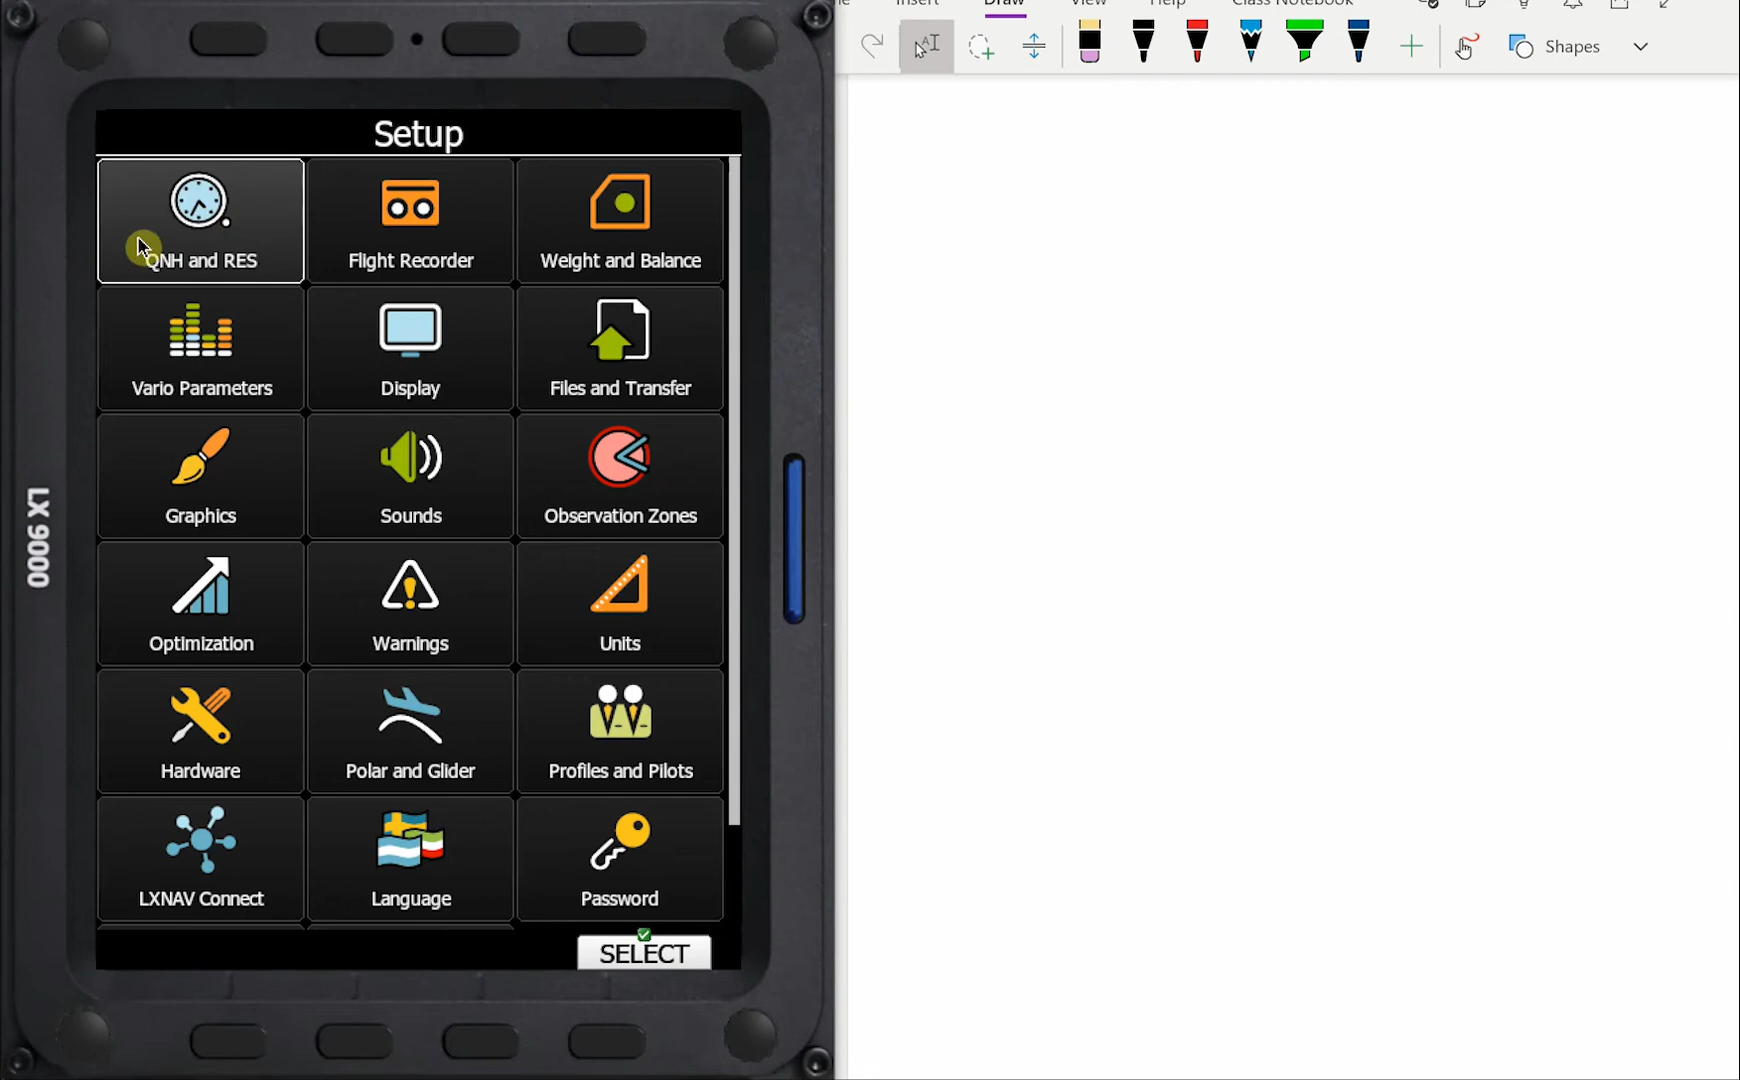 Insert Draw View Help Class Notebook
Shapes
Setup
QNH and RES Flight Recorder Weight and Balance
Vario Parameters Display Files and Transfer
Graphics Sounds Observation Zones
Optimization Warnings Units
Hardware Polar and Glider Profiles and Pilots
LXNAV Connect Language Password
SELECT
LX 9000